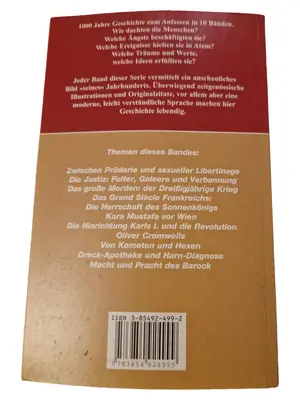 1000 Jahre Geschichte zum Anfassen in 10 Bänden.
Wie dachten die Menschen?
Welche Ängste beschäftigten sie?
Welche Ereignisse hielten sie in Atem?
Welche Träume und Werte,
welche Ideen erfüllten sie?
Jeder Band dieser Serie vermittelt ein anschauliches
Bild »seines« Jahrhunderts. Überwiegend zeitgenössische
Illustrationen und Originalzitate, vor allem aber eine
moderne, leicht verständliche Sprache machen hier
Geschichte lebendig.
Themen dieses Bandes:
Zwischen Prüderie und sexueller Libertinage
Die Justiz: Folter, Galeere und Verbannung
Das große Morden: der Dreißigjährige Krieg
Das Grand Siècle Frankreichs:
Die Herrschaft des Sonnenkönigs
Kara Mustafa vor Wien
Die Hinrichtung Karls I. und die Revolution
Oliver Cromwells
Von Kometen und Hexen
Dreck-Apotheke und Harn-Diagnose
Macht und Pracht des Barock
ISBN 3-85492-499-2
9 783854 924999